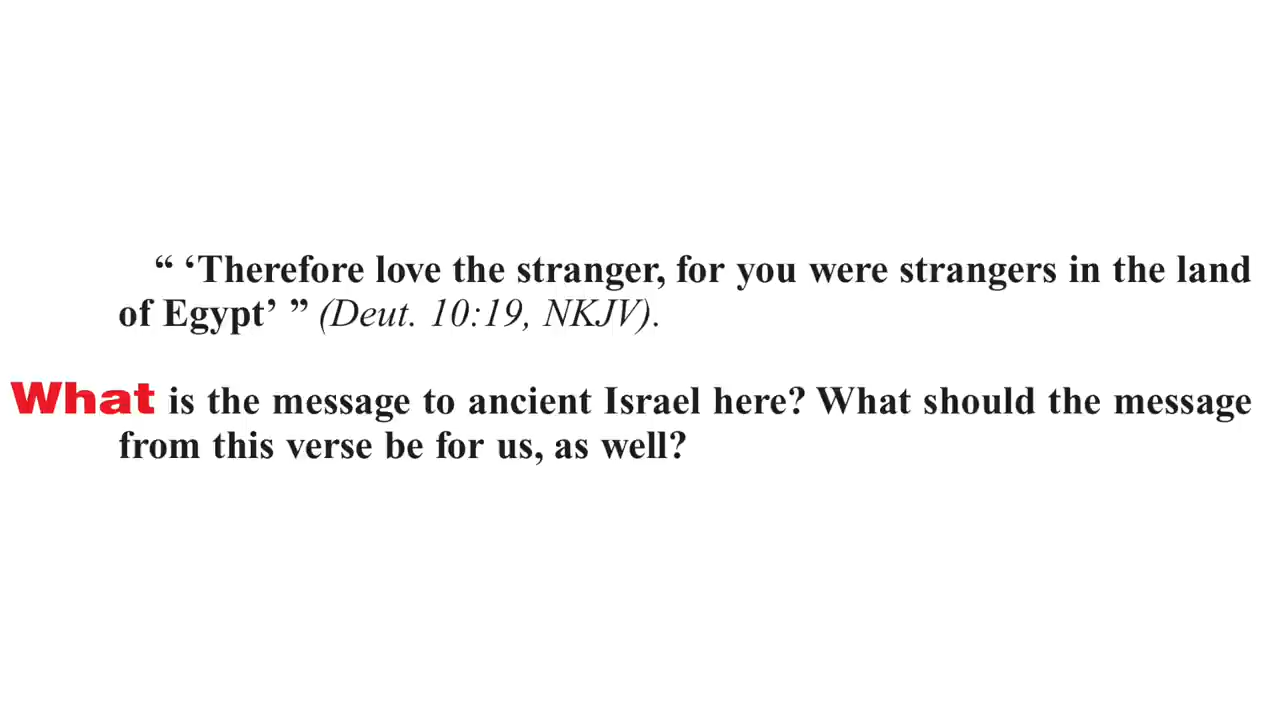 “ ‘Therefore love the stranger, for you were strangers in the land
of Egypt’ ” (Deut. 10:19, NKJV).
What is the message to ancient Israel here? What should the message
from this verse be for us, as well?